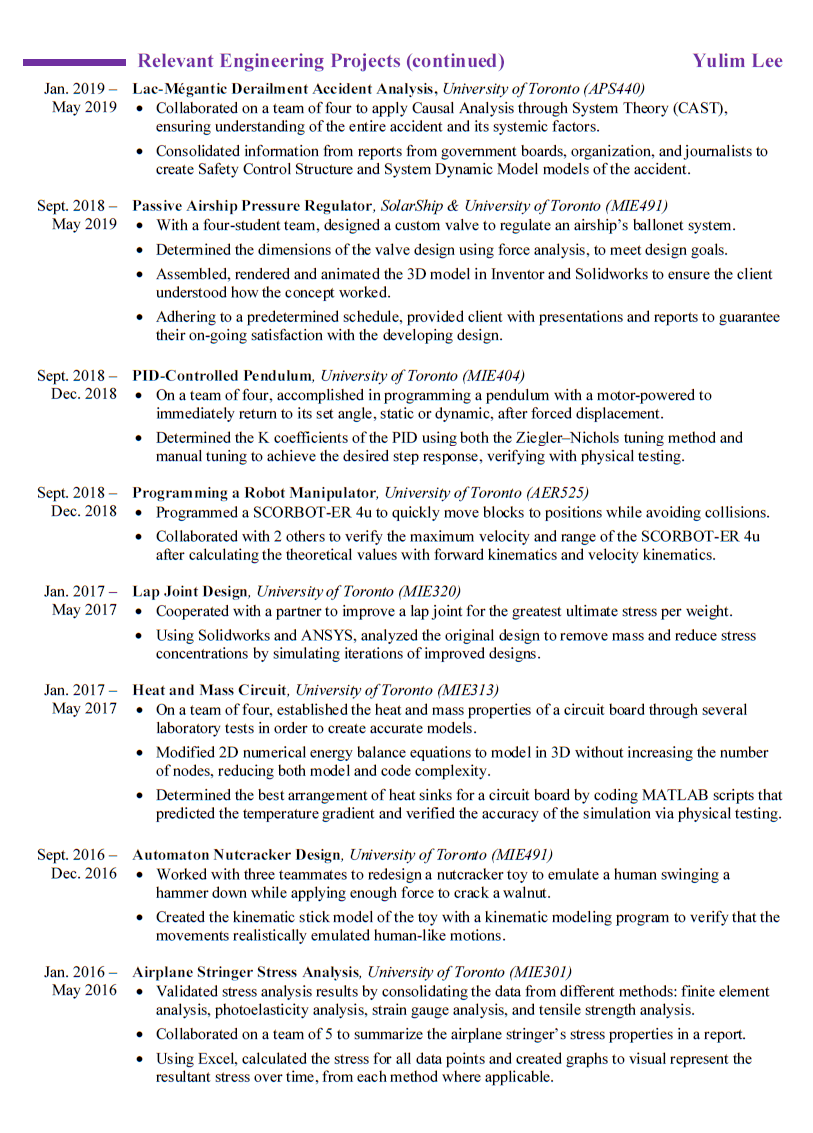 Relevant Engineering Projects (continued) Yulim Lee
Jan. 2019 – Lac-Mégantic Derailment Accident Analysis, University of Toronto (APS440)
May 2019 • Collaborated on a team of four to apply Causal Analysis through System Theory (CAST),
ensuring understanding of the entire accident and its systemic factors.
• Consolidated information from reports from government boards, organization, and journalists to
create Safety Control Structure and System Dynamic Model models of the accident.
Sept. 2018 – Passive Airship Pressure Regulator, SolarShip & University of Toronto (MIE491)
May 2019 • With a four-student team, designed a custom valve to regulate an airship’s ballonet system.
• Determined the dimensions of the valve design using force analysis, to meet design goals.
• Assembled, rendered and animated the 3D model in Inventor and Solidworks to ensure the client
understood how the concept worked.
• Adhering to a predetermined schedule, provided client with presentations and reports to guarantee
their on-going satisfaction with the developing design.
Sept. 2018 – PID-Controlled Pendulum, University of Toronto (MIE404)
Dec. 2018 • On a team of four, accomplished in programming a pendulum with a motor-powered to
immediately return to its set angle, static or dynamic, after forced displacement.
• Determined the K coefficients of the PID using both the Ziegler–Nichols tuning method and
manual tuning to achieve the desired step response, verifying with physical testing.
Sept. 2018 – Programming a Robot Manipulator, University of Toronto (AER525)
Dec. 2018 • Programmed a SCORBOT-ER 4u to quickly move blocks to positions while avoiding collisions.
• Collaborated with 2 others to verify the maximum velocity and range of the SCORBOT-ER 4u
after calculating the theoretical values with forward kinematics and velocity kinematics.
Jan. 2017 – Lap Joint Design, University of Toronto (MIE320)
May 2017 • Cooperated with a partner to improve a lap joint for the greatest ultimate stress per weight.
• Using Solidworks and ANSYS, analyzed the original design to remove mass and reduce stress
concentrations by simulating iterations of improved designs.
Jan. 2017 – Heat and Mass Circuit, University of Toronto (MIE313)
May 2017 • On a team of four, established the heat and mass properties of a circuit board through several
laboratory tests in order to create accurate models.
• Modified 2D numerical energy balance equations to model in 3D without increasing the number
of nodes, reducing both model and code complexity.
• Determined the best arrangement of heat sinks for a circuit board by coding MATLAB scripts that
predicted the temperature gradient and verified the accuracy of the simulation via physical testing.
Sept. 2016 – Automaton Nutcracker Design, University of Toronto (MIE491)
Dec. 2016 • Worked with three teammates to redesign a nutcracker toy to emulate a human swinging a
hammer down while applying enough force to crack a walnut.
• Created the kinematic stick model of the toy with a kinematic modeling program to verify that the
movements realistically emulated human-like motions.
Jan. 2016 – Airplane Stringer Stress Analysis, University of Toronto (MIE301)
May 2016 • Validated stress analysis results by consolidating the data from different methods: finite element
analysis, photoelasticity analysis, strain gauge analysis, and tensile strength analysis.
• Collaborated on a team of 5 to summarize the airplane stringer’s stress properties in a report.
• Using Excel, calculated the stress for all data points and created graphs to visual represent the
resultant stress over time, from each method where applicable.